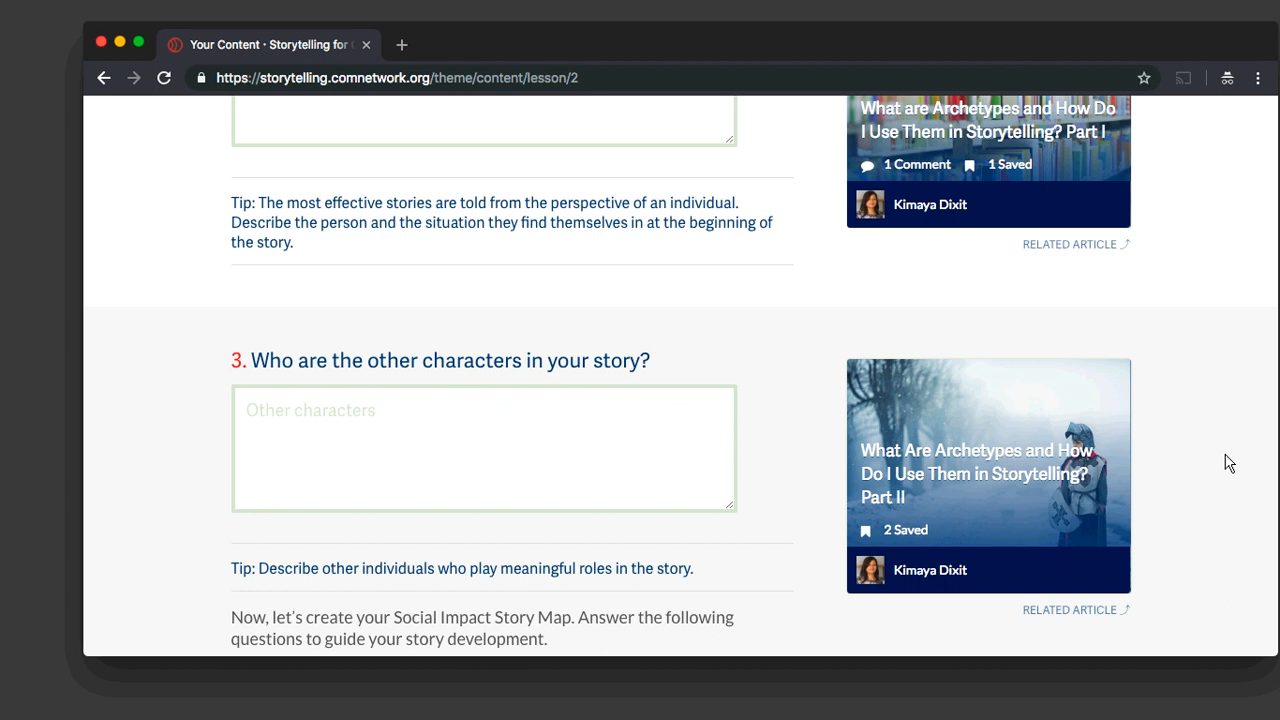 Your Content · Storytelling for
https://storytelling.comnetwork.org/theme/content/lesson/2
What are Archetypes and How Do
I Use Them in Storytelling? Part I
1 Comment 1 Saved
Kimaya Dixit
RELATED ARTICLE
Tip: The most effective stories are told from the perspective of an individual.
Describe the person and the situation they find themselves in at the beginning of
the story.
3. Who are the other characters in your story?
Other characters
What Are Archetypes and How
Do I Use Them in Storytelling?
Part II
2 Saved
Kimaya Dixit
RELATED ARTICLE
Tip: Describe other individuals who play meaningful roles in the story.
Now, let's create your Social Impact Story Map. Answer the following
questions to guide your story development.